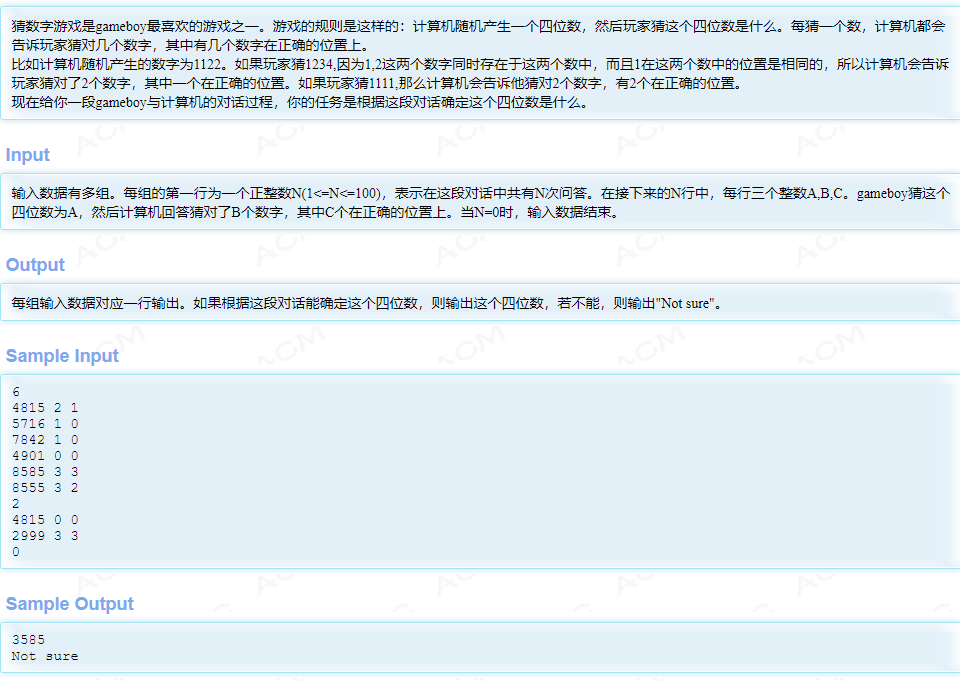 猜数字游戏是gameboy最喜欢的游戏之一。游戏的规则是这样的：计算机随机产生一个四位数，然后玩家猜这个四位数是什么。每猜一个数，计算机都会
告诉玩家猜对几个数字，其中有几个数字在正确的位置上。
比如计算机随机产生的数字为1122。如果玩家猜1234,因为1,2这两个数字同时存在于这两个数中，而且1在这两个数中的位置是相同的，所以计算机会告诉
玩家猜对了2个数字，其中一个在正确的位置。如果玩家猜1111,那么计算机会告诉他猜对2个数字，有2个在正确的位置。
现在给你一段gameboy与计算机的对话过程，你的任务是根据这段对话确定这个四位数是什么。
Input
输入数据有多组。每组的第一行为一个正整数N(1<=N<=100)，表示在这段对话中共有N次问答。在接下来的N行中，每行三个整数A,B,C。gameboy猜这个
四位数为A，然后计算机回答猜对了B个数字，其中C个在正确的位置上。当N=0时，输入数据结束。
Output
每组输入数据对应一行输出。如果根据这段对话能确定这个四位数，则输出这个四位数，若不能，则输出"Not sure"。
Sample Input
6
4815 2 1
5716 1 0
7842 1 0
4901 0 0
8585 3 3
8555 3 2
2
4815 0 0
2999 3 3
0
Sample Output
3585
Not sure